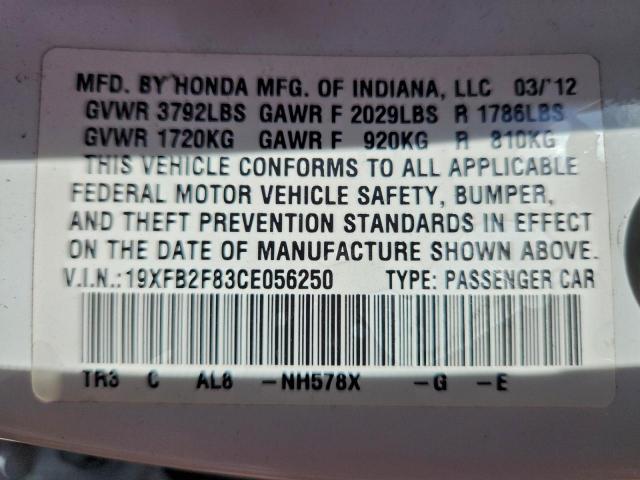 MFD. BY HONDA MFG. OF INDIANA, LLC 03/12
GVWR 3792LBS GAWR F 2029LBS R 1786LBS
GVWR 1720KG GAWR F 920KG R 810KG
THIS VEHICLE CONFORMS TO ALL APPLICABLE
FEDERAL MOTOR VEHICLE SAFETY, BUMPER,
AND THEFT PREVENTION STANDARDS IN EFFECT
ON THE DATE OF MANUFACTURE SHOWN ABOVE.
V.I.N.:19XFB2F83CE056250 TYPE: PASSENGER CAR
TR3 C AL8 -NH578X -G -E